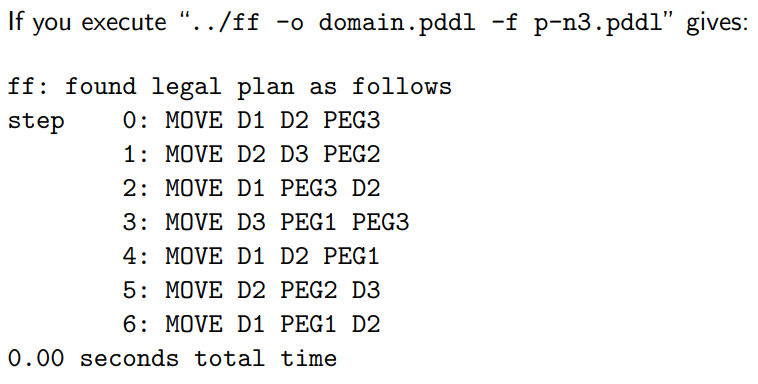 If you execute “../ff -o domain.pddl -f p-n3.pddl” gives:
ff: found legal plan as follows
step 0: MOVE D1 D2 PEG3
1: MOVE D2 D3 PEG2
2: MOVE D1 PEG3 D2
3: MOVE D3 PEG1 PEG3
4: MOVE D1 D2 PEG1
5: MOVE D2 PEG2 D3
6: MOVE D1 PEG1 D2
0.00 seconds total time